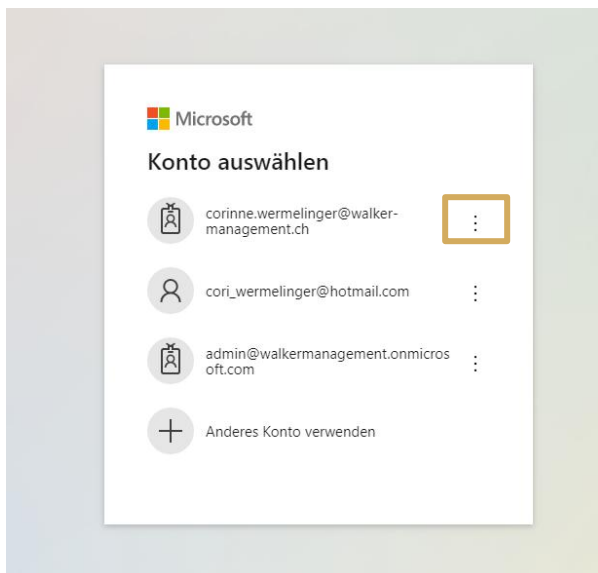 Microsoft
Konto auswählen
corinne.wermelinger@walker-
management.ch
cori_wermelinger@hotmail.com
admin@walkermanagement.onmicros
oft.com
Anderes Konto verwenden